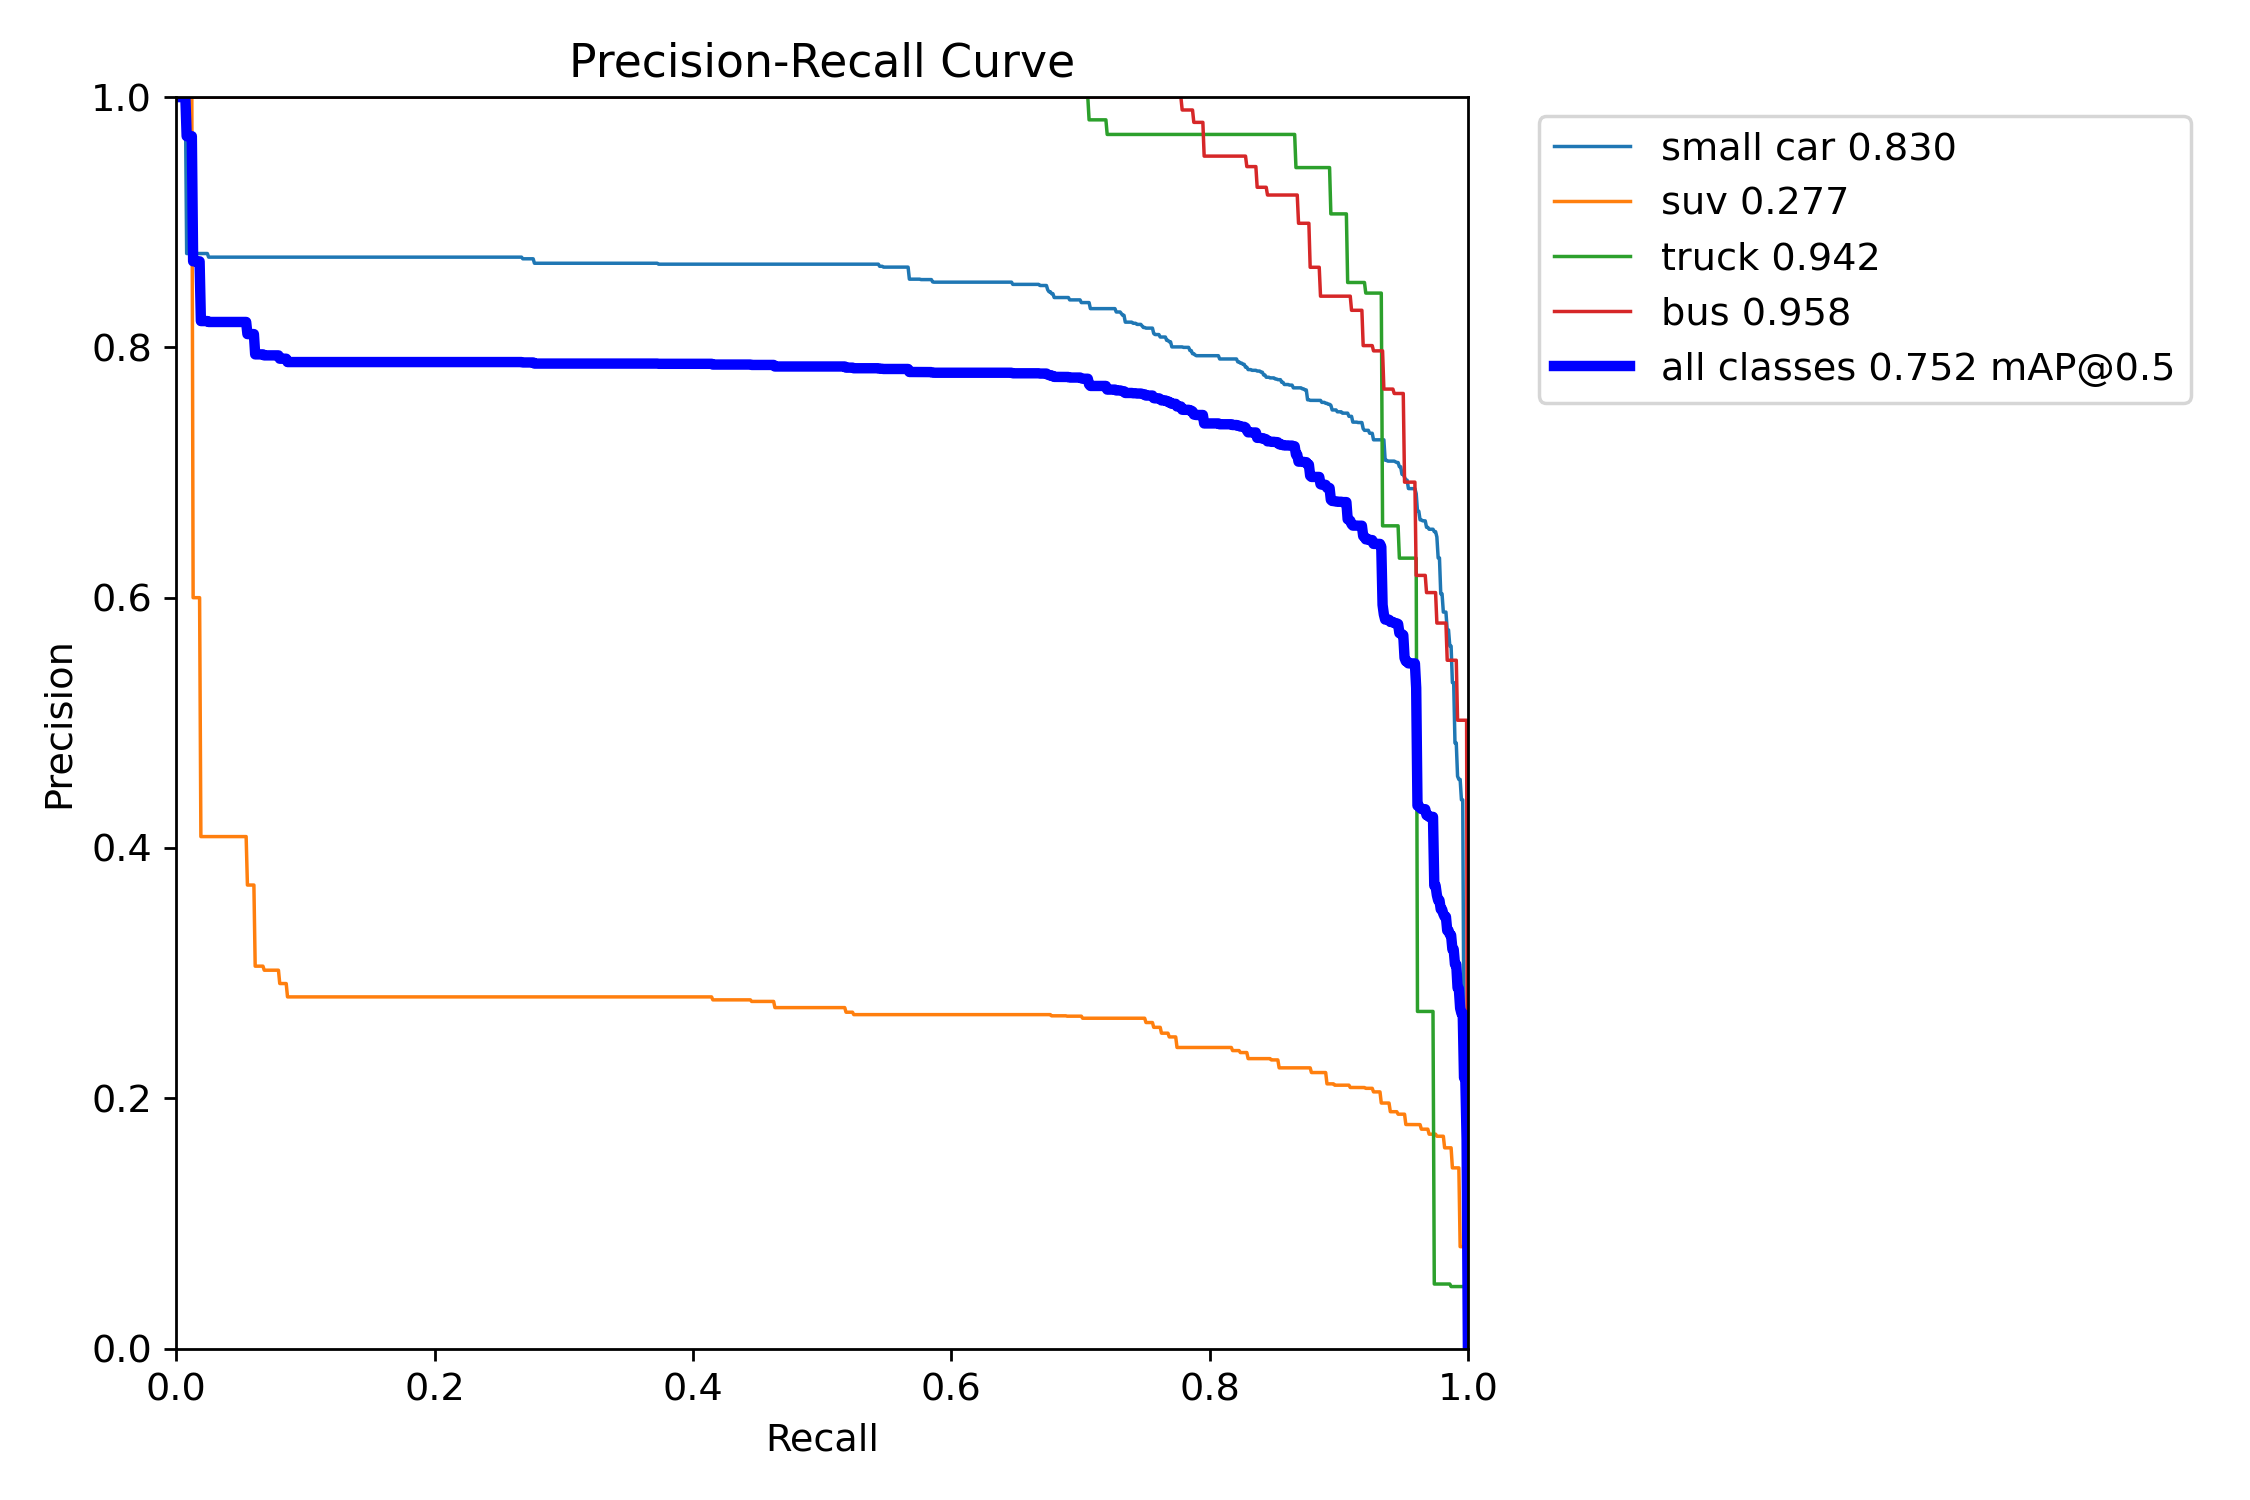 Precision-Recall Curve
1.0
0.8
0.6
0.4
0.2
0.0
Precision
0.0 0.2 0.4 0.6 0.8 1.0
Recall
small car 0.830
suv 0.277
truck 0.942
bus 0.958
all classes 0.752 mAP@0.5